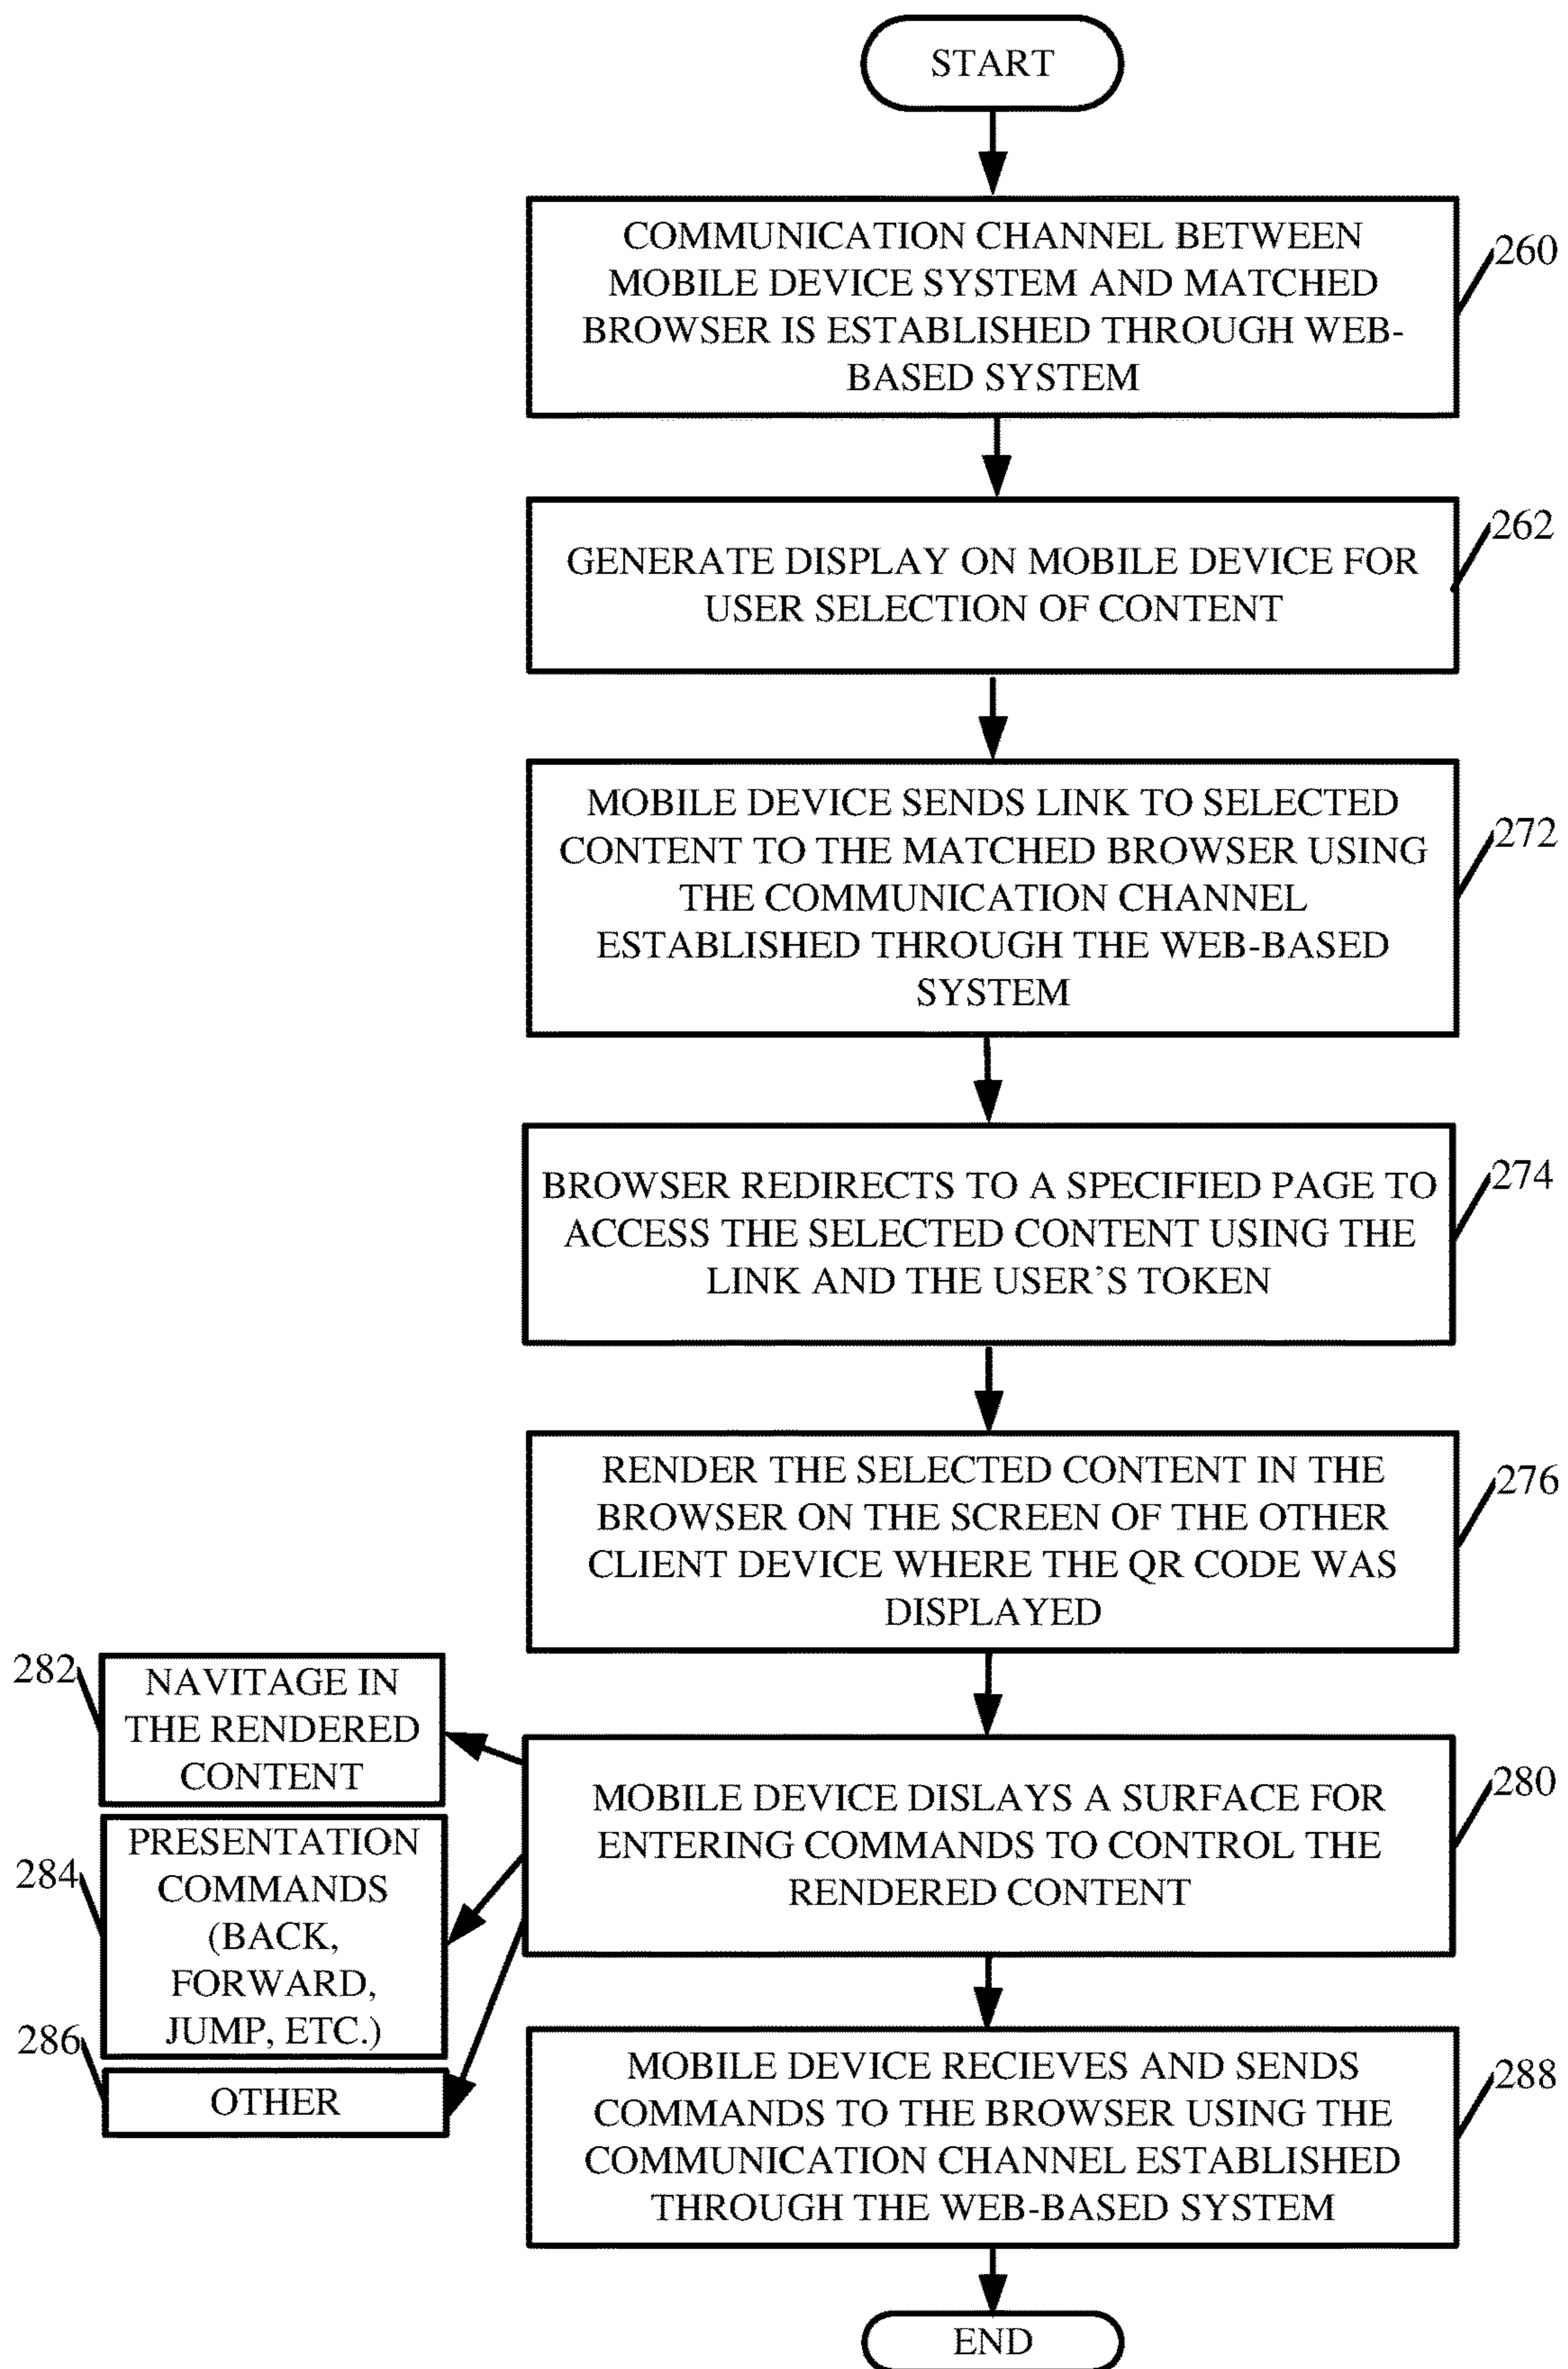 START
COMMUNICATION CHANNEL BETWEEN
MOBILE DEVICE SYSTEM AND MATCHED
BROWSER IS ESTABLISHED THROUGH WEB-
BASED SYSTEM
260
GENERATE DISPLAY ON MOBILE DEVICE FOR
USER SELECTION OF CONTENT
262
MOBILE DEVICE SENDS LINK TO SELECTED
CONTENT TO THE MATCHED BROWSER USING
THE COMMUNICATION CHANNEL
ESTABLISHED THROUGH THE WEB-BASED
SYSTEM
272
BROWSER REDIRECTS TO A SPECIFIED PAGE TO
ACCESS THE SELECTED CONTENT USING THE
LINK AND THE USER'S TOKEN
274
RENDER THE SELECTED CONTENT IN THE
BROWSER ON THE SCREEN OF THE OTHER
CLIENT DEVICE WHERE THE QR CODE WAS
DISPLAYED
276
MOBILE DEVICE DISLAYS A SURFACE FOR
ENTERING COMMANDS TO CONTROL THE
RENDERED CONTENT
280
282
NAVITAGE IN
THE RENDERED
CONTENT
284
PRESENTATION
COMMANDS
(BACK,
FORWARD,
JUMP, ETC.)
286
OTHER
MOBILE DEVICE RECIEVES AND SENDS
COMMANDS TO THE BROWSER USING THE
COMMUNICATION CHANNEL ESTABLISHED
THROUGH THE WEB-BASED SYSTEM
288
END